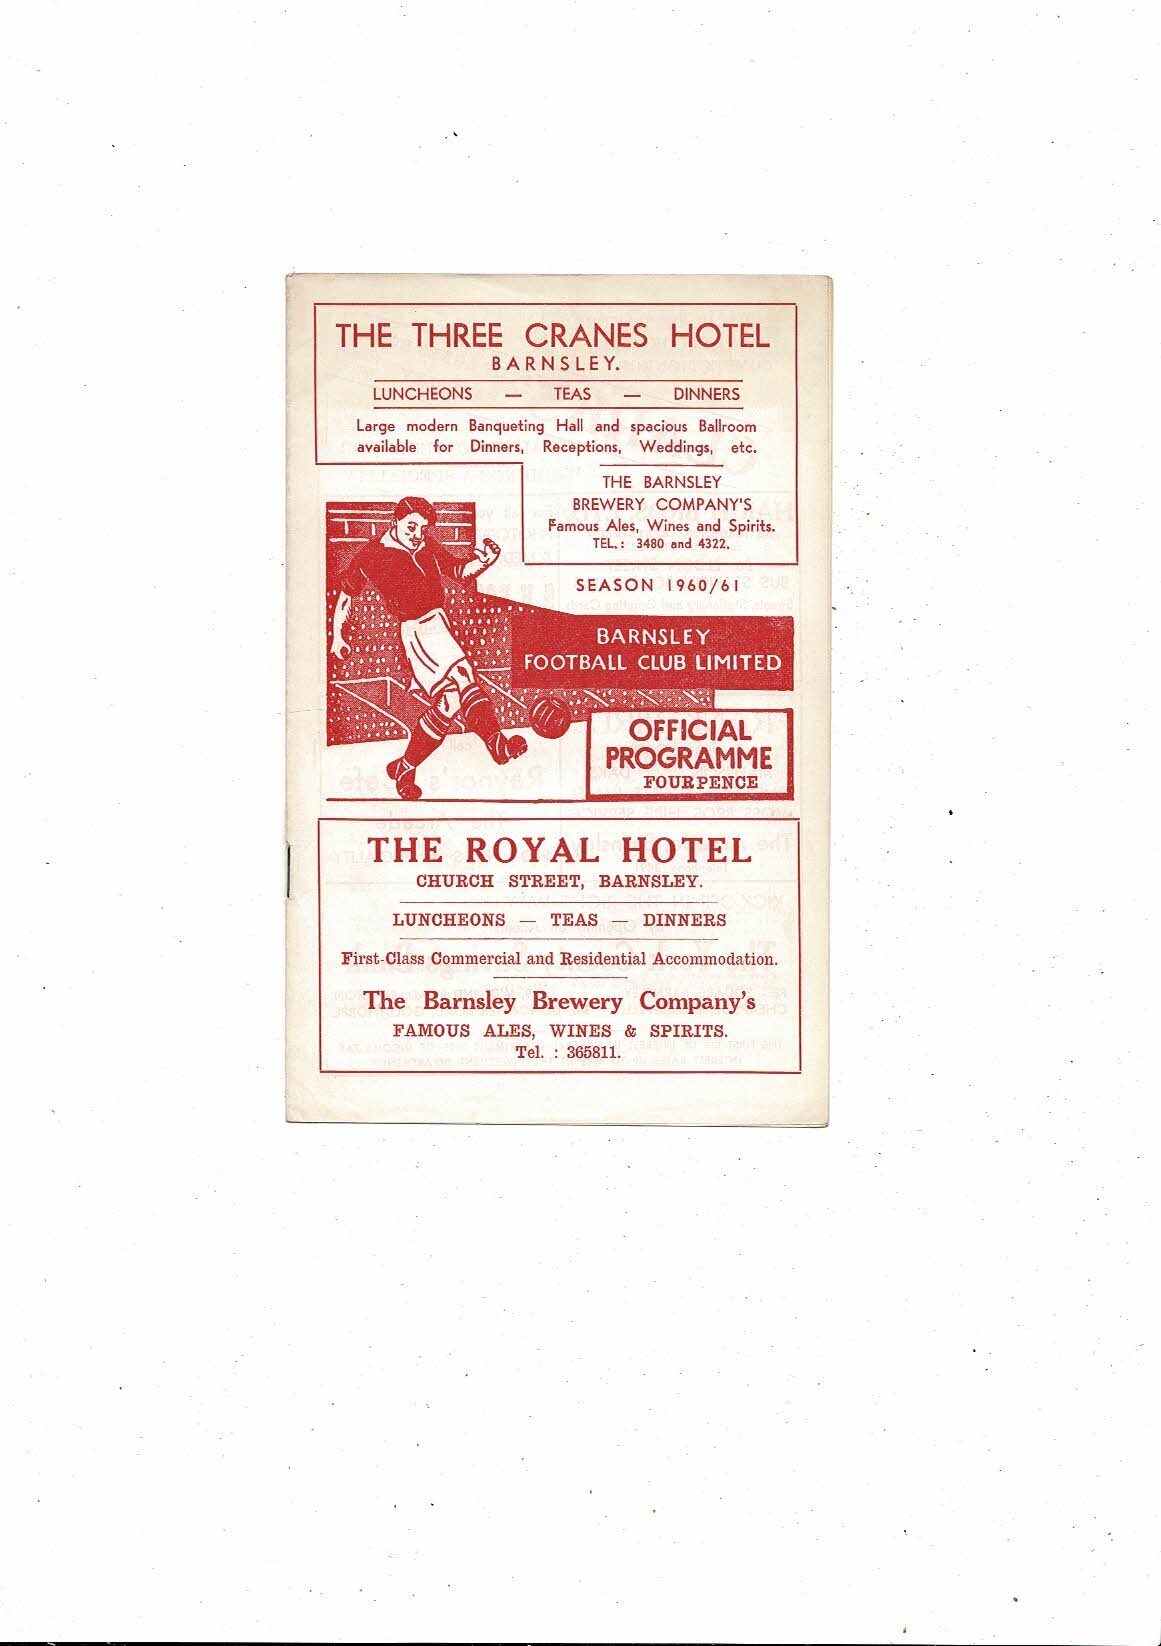 THE THREE CRANES HOTEL
BARNSLEY.
LUNCHEONS — TEAS — DINNERS
Large modern Banqueting Hall and spacious Ballroom
available for Dinners, Receptions, Weddings, etc.
THE BARNSLEY
BREWERY COMPANY'S
Famous Ales, Wines and Spirits.
TEL.: 3480 and 4322.
SEASON 1960/61
BARNSLEY
FOOTBALL CLUB LIMITED
OFFICIAL
PROGRAMME
FOURPENCE
THE ROYAL HOTEL
CHURCH STREET, BARNSLEY.
LUNCHEONS — TEAS — DINNERS
First-Class Commercial and Residential Accommodation.
The Barnsley Brewery Company's
FAMOUS ALES, WINES & SPIRITS.
Tel. : 365811.